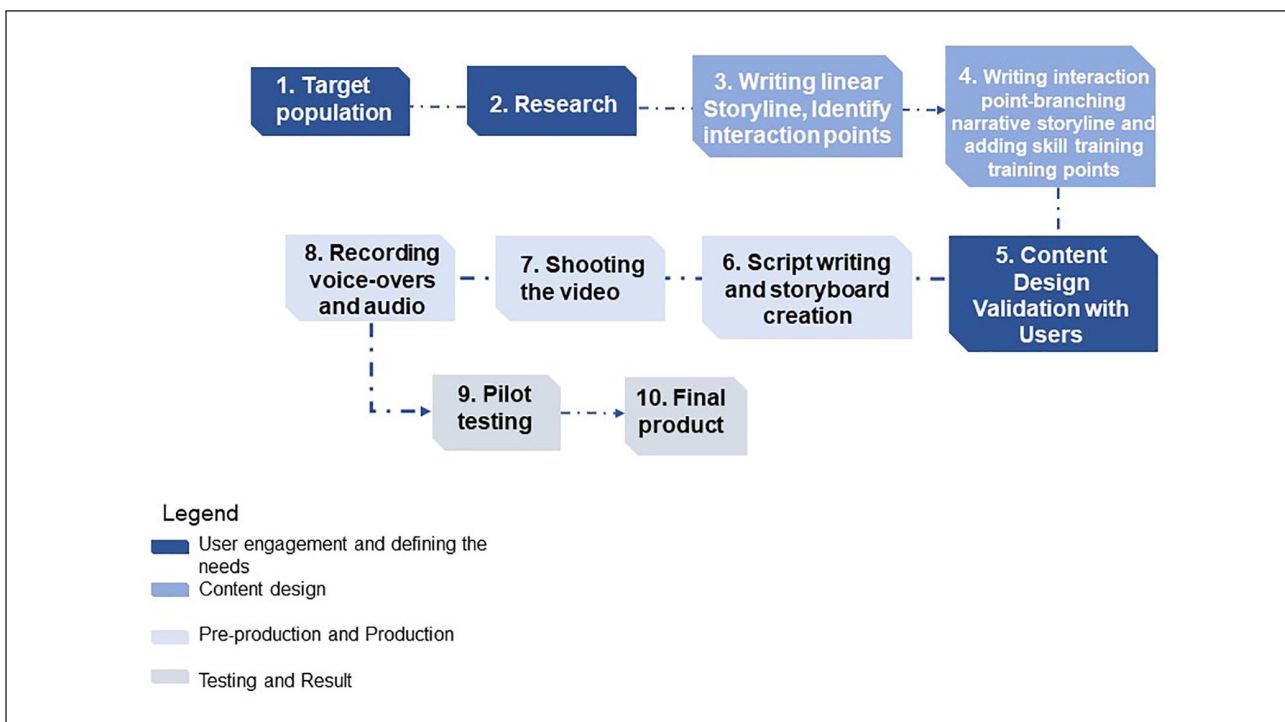 1. Target
population
2. Research
3. Writing linear
Storyline, Identify
interaction points
4. Writing interaction
point-branching
narrative storyline and
adding skill training
training points
5. Content
Design
Validation with
Users
6. Script writing
and storyboard
creation
7. Shooting
the video
8. Recording
voice-overs
and audio
9. Pilot
testing
10. Final
product
Legend
User engagement and defining the
needs
Content design
Pre-production and Production
Testing and Result